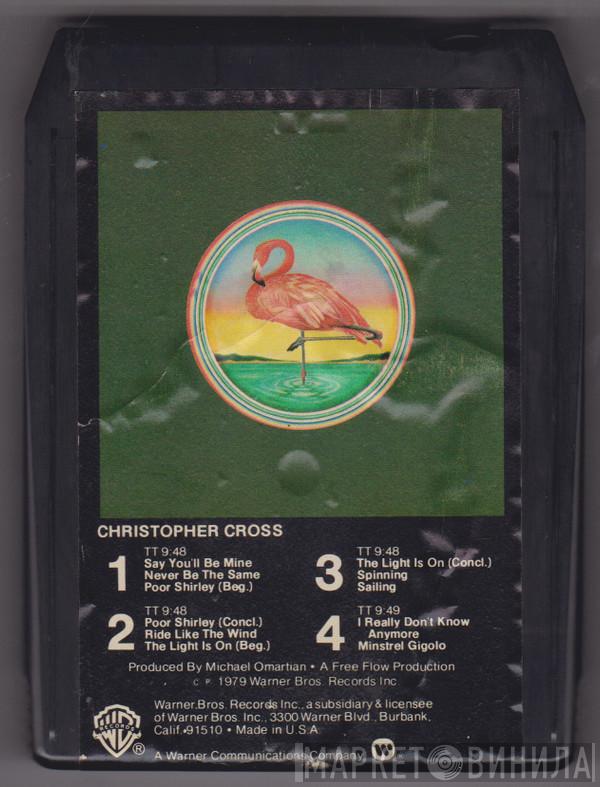 CHRISTOPHER CROSS
1
TT 9:48
Say You'll Be Mine
Never Be The Same
Poor Shirley (Beg.)
2
TT 9:48
Poor Shirley (Concl.)
Ride Like The Wind
The Light Is On (Beg.)
3
TT 9:48
The Light Is On (Concl.)
Spinning
Sailing
4
TT 9:49
I Really Don't Know
Anymore
Minstrel Gigolo
Produced By Michael Omartian • A Free Flow Production
C P 1979 Warner Bros. Records Inc
Warner Bros. Records Inc., a subsidiary & licensee
of Warner Bros. Inc., 3300 Warner Blvd., Burbank,
Calif. 91510 • Made in U.S.A
WB
RECORDS
®
A Warner Communications Company
МАРКЕТ ВИНИЛА